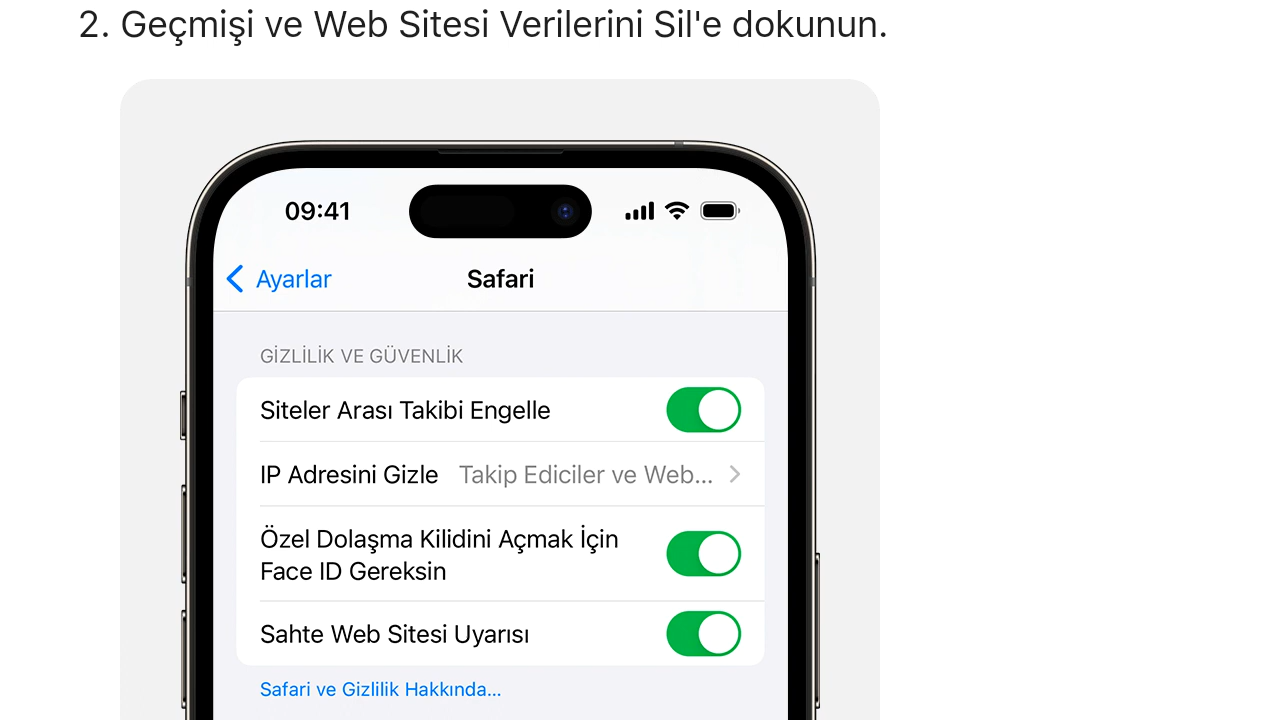 2. Geçmişi ve Web Sitesi Verilerini Sil'e dokunun.
09:41
Ayarlar
Safari
GİZLİLİK VE GÜVENLİK
Siteler Arası Takibi Engelle
IP Adresini Gizle Takip Ediciler ve Web...
Özel Dolaşma Kilidini Açmak İçin
Face ID Gereksin
Sahte Web Sitesi Uyarısı
Safari ve Gizlilik Hakkında...